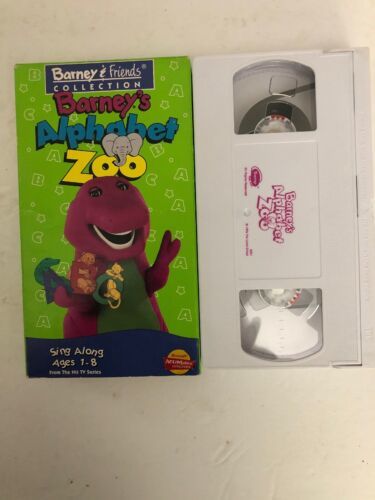 Barney & Friends®
COLLECTION
Barney's
Alphabet
ZOO
Sing Along
Ages 1-8
From The Hit TV Series
ActiMates
Barney's
Alphabet
Zoo